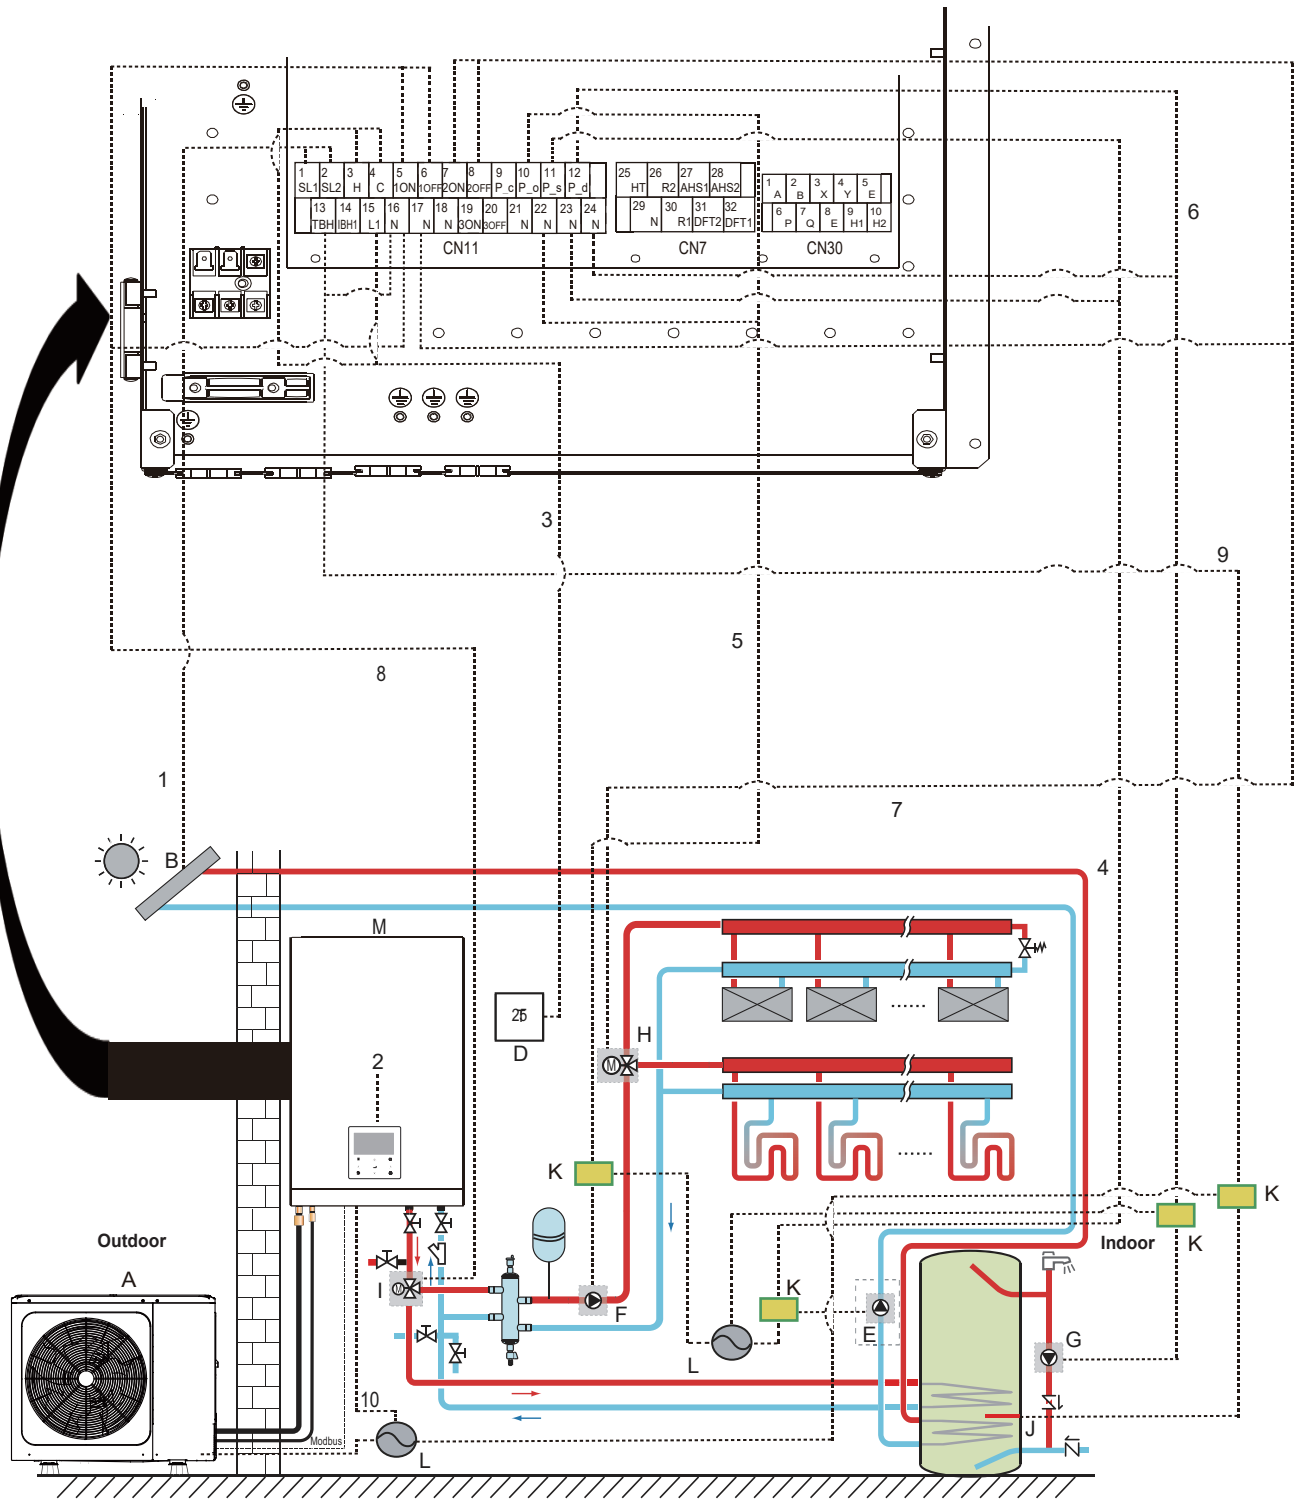 1 2 3 4 5 6 7 8 9 10 11 12
SL1 SL2 H C 1ON 1OFF 2ON 2OFF P_c P_o P_s P_d
13 14 15 16 17 18 19 20 21 22 23 24
TBH IBH1 L1 N N N 3ON 3OFF N N N N
CN11
25 26 27 28
HT R2 AHS1 AHS2
29 30 31 32
N R1 DFT2 DFT1
CN7
1 2 3 4 5
A B X Y E
6 7 8 9 10
P Q E H1 H2
CN30
6
3
9
5
8
1
7
B
4
M
D
H
2
K
K
Outdoor
Indoor
K
A
K
I
M
M
F
E
G
L
10
J
Modbus
L